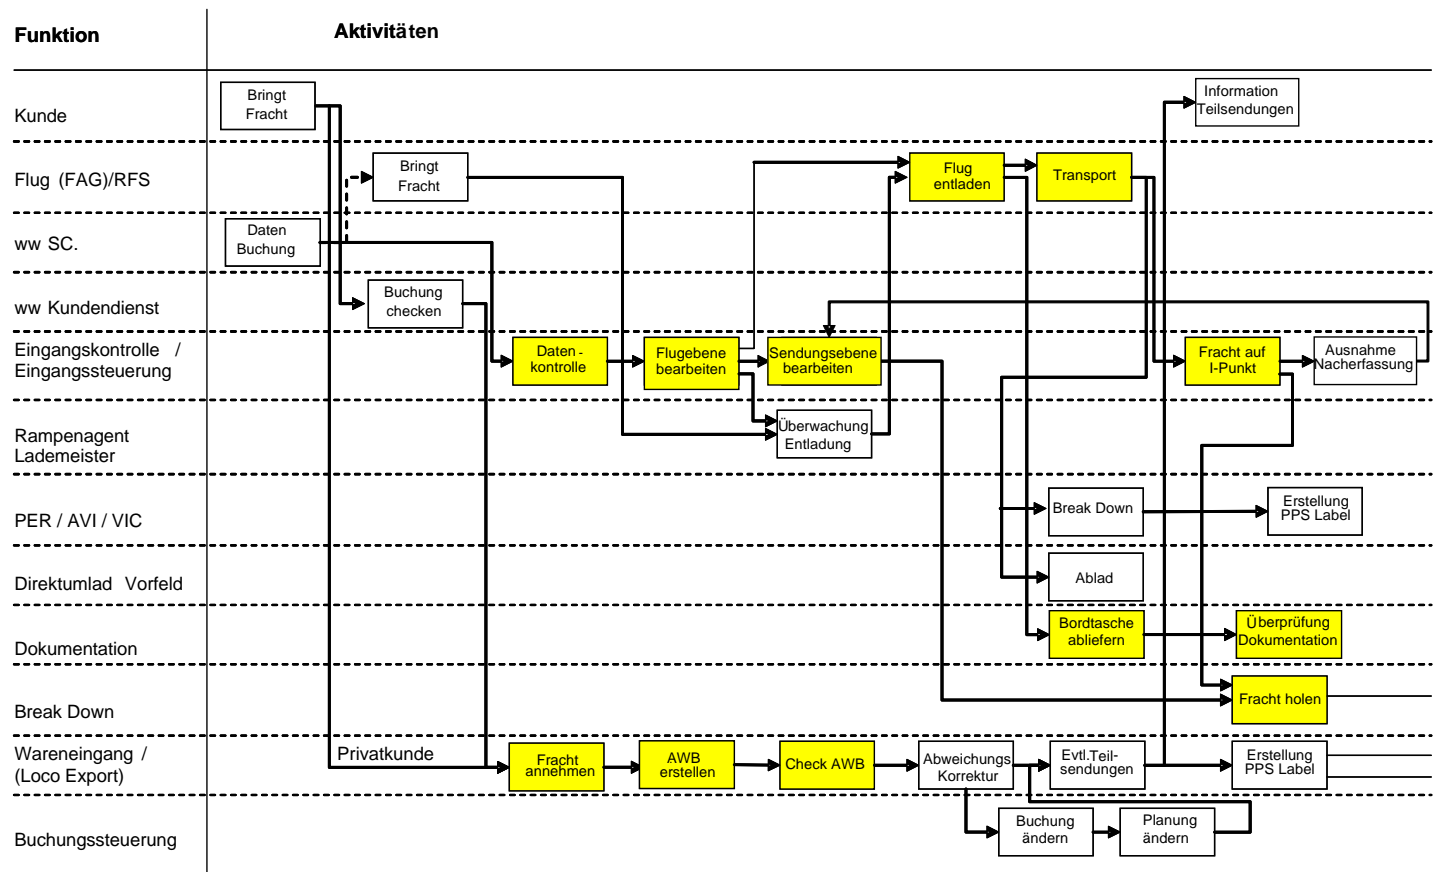 Funktion
Aktivitäten
Kunde
Bringt
Fracht
Information
Teilsendungen
Flug (FAG)/RFS
Bringt
Fracht
Flug
entladen
Transport
ww SC.
Daten
Buchung
ww Kundendienst
Buchung
checken
Eingangskontrolle /
Eingangssteuerung
Daten -
kontrolle
Flugebene
bearbeiten
Sendungsebene
bearbeiten
Fracht auf
I-Punkt
Ausnahme
Nacherfassung
Rampenagent
Lademeister
Überwachung
Entladung
PER / AVI / VIC
Break Down
Erstellung
PPS Label
Direktumlad Vorfeld
Ablad
Dokumentation
Bordtasche
abliefern
Überprüfung
Dokumentation
Break Down
Fracht holen
Wareneingang /
(Loco Export)
Privatkunde
Fracht
annehmen
AWB
erstellen
Check AWB
Abweichungs
Korrektur
Evtl.Teil-
sendungen
Erstellung
PPS Label
Buchungssteuerung
Buchung
ändern
Planung
ändern